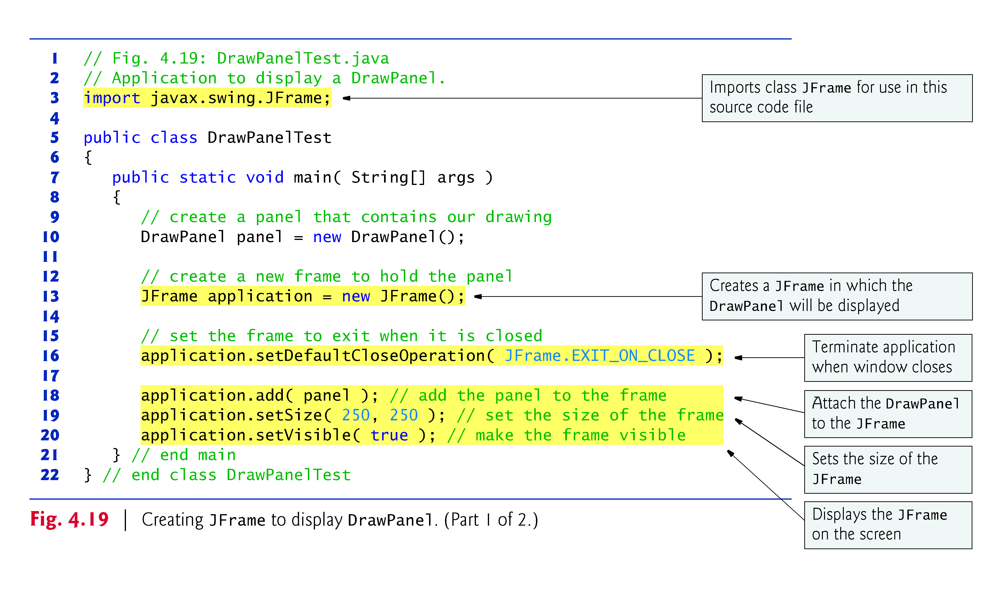 1 // Fig. 4.19: DrawPanelTest.java
2 // Application to display a DrawPanel.
3 import javax.swing.JFrame;
4
5 public class DrawPanelTest
6 {
7    public static void main( String[] args )
8    {
9       // create a panel that contains our drawing
10       DrawPanel panel = new DrawPanel();
11
12       // create a new frame to hold the panel
13       JFrame application = new JFrame();
14
15       // set the frame to exit when it is closed
16       application.setDefaultCloseOperation( JFrame.EXIT_ON_CLOSE );
17
18       application.add( panel ); // add the panel to the frame
19       application.setSize( 250, 250 ); // set the size of the frame
20       application.setVisible( true ); // make the frame visible
21    } // end main
22 } // end class DrawPanelTest
Imports class JFrame for use in this
source code file
Creates a JFrame in which the
DrawPanel will be displayed
Terminate application
when window closes
Attach the DrawPanel
to the JFrame
Sets the size of the
JFrame
Displays the JFrame
on the screen
Fig. 4.19 | Creating JFrame to display DrawPanel. (Part 1 of 2.)